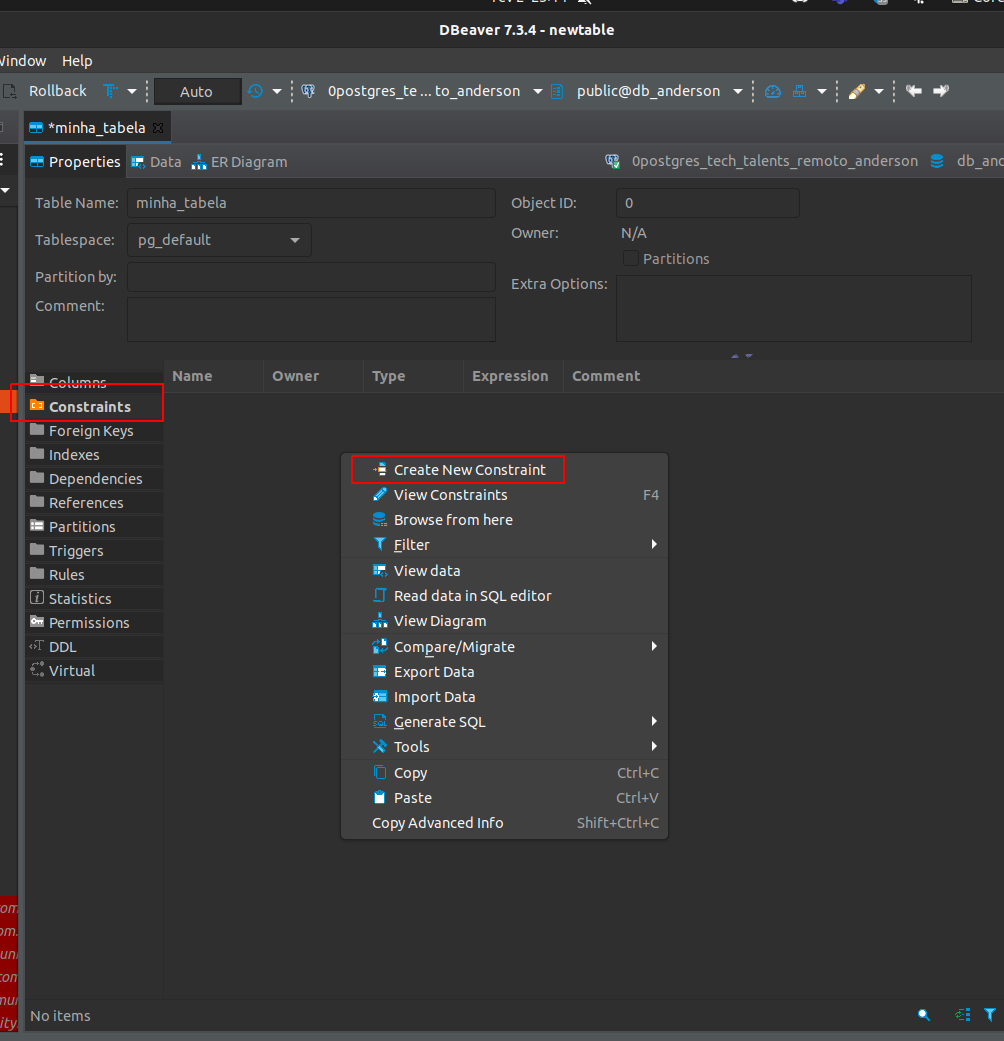 DBeaver 7.3.4 - newtable
Window Help
Rollback Auto 0postgres_te ... to_anderson public@db_anderson
*minha_tabela
Properties Data ER Diagram 0postgres_tech_talents_remoto_anderson
Table Name: minha_tabela Object ID: 0
Owner: N/A
Tablespace: pg_default
Partitions
Partition by:
Extra Options:
Comment:
Columns
Name Owner Type Expression Comment
Constraints
Foreign Keys
Indexes
Dependencies
References
Partitions
Triggers
Rules
Statistics
Permissions
DDL
Virtual
Create New Constraint
View Constraints F4
Browse from here
Filter
View data
Read data in SQL editor
View Diagram
Compare/Migrate
Export Data
Import Data
Generate SQL
Tools
Copy Ctrl+C
Paste Ctrl+V
Copy Advanced Info Shift+Ctrl+C
No items